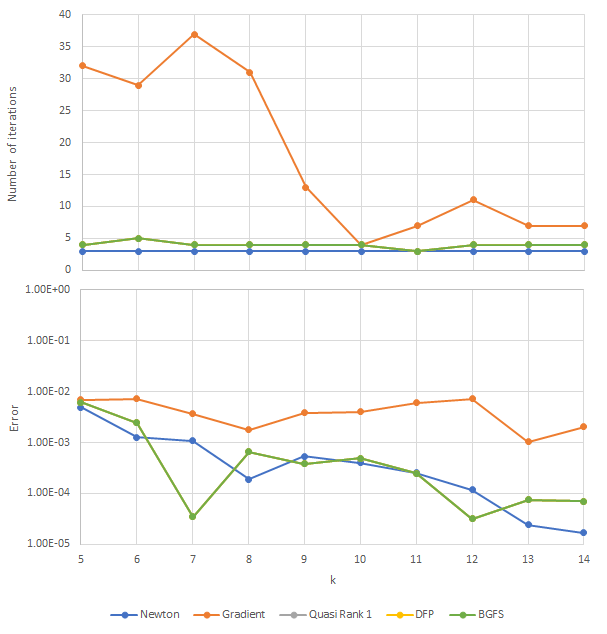 40
35
30
25
20
15
10
5
0
Number of iterations
1.00E+00
1.00E-01
1.00E-02
1.00E-03
1.00E-04
1.00E-05
Error
5 6 7 8 9 10 11 12 13 14
k
Newton Gradient Quasi Rank 1 DFP BGFS